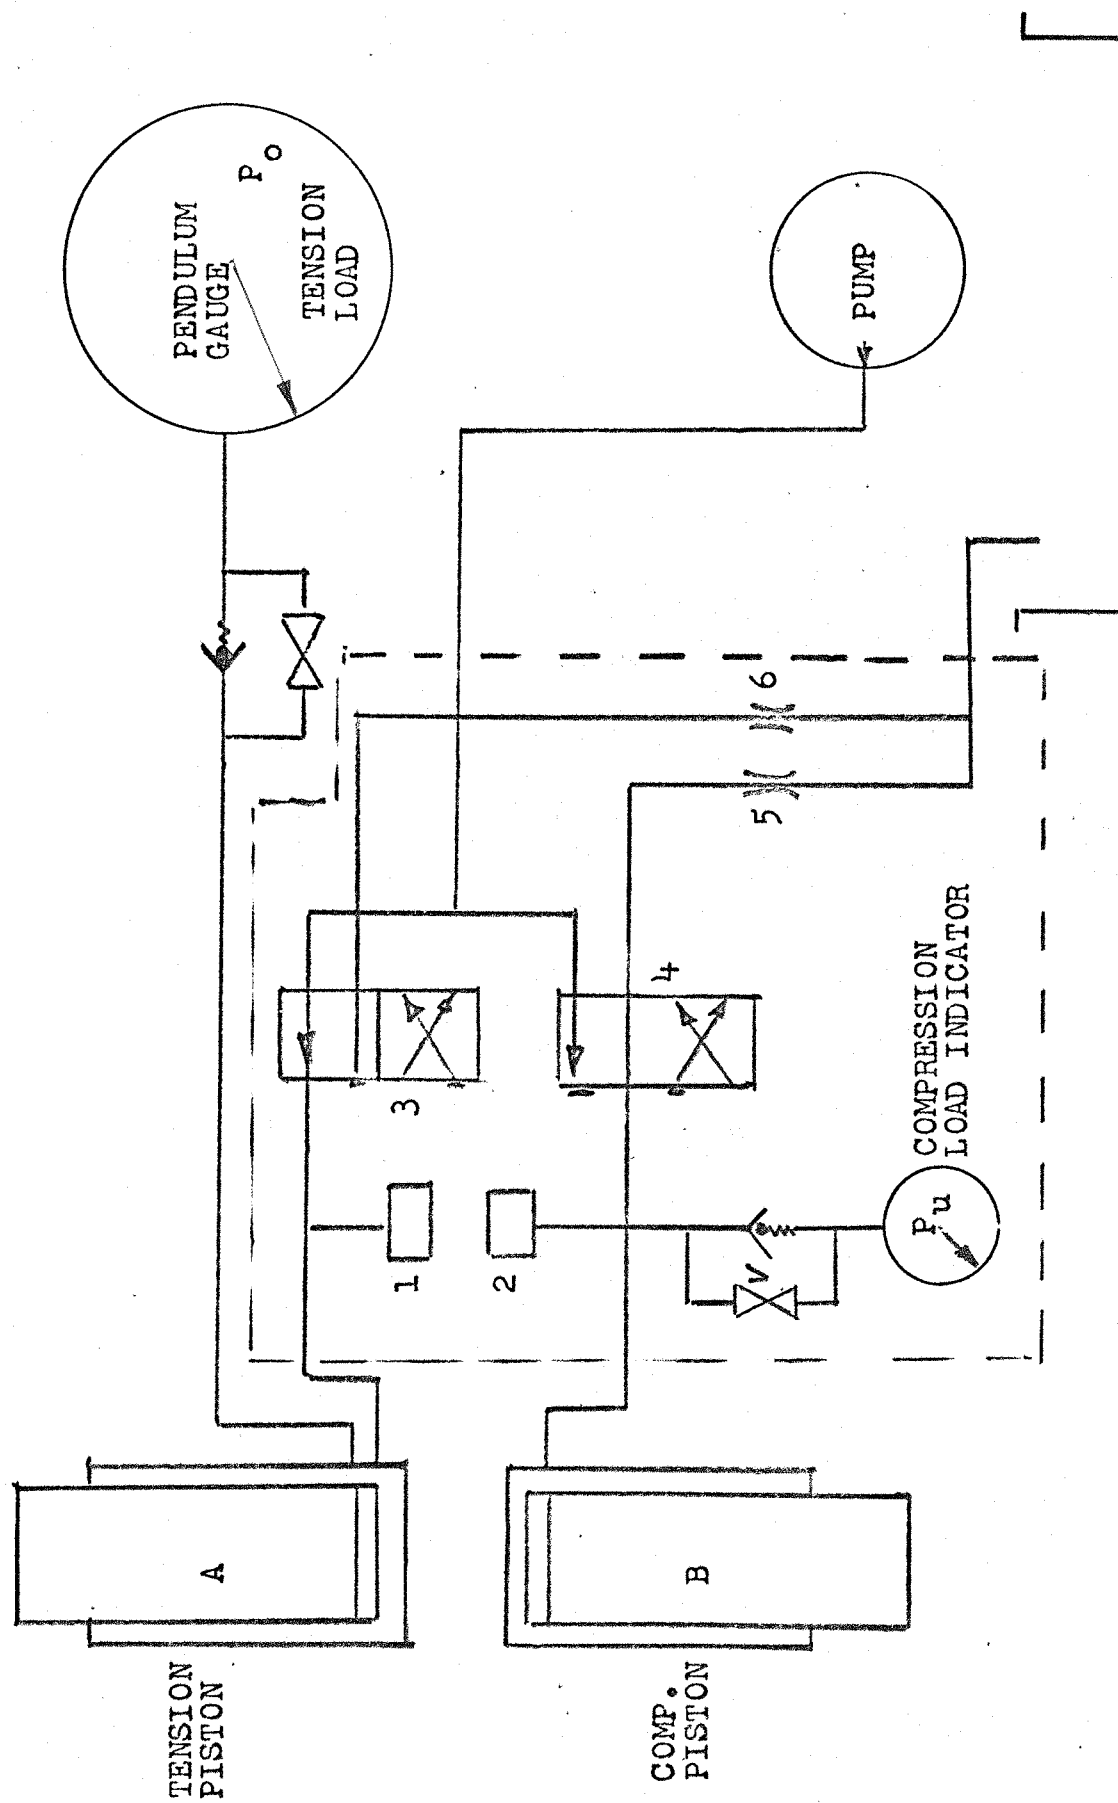 TENSION
PISTON
A
COMP.
PISTON
B
PENDULUM
GAUGE
P o
TENSION
LOAD
PUMP
1
2
3
4
5
6
V
Pu
COMPRESSION
LOAD INDICATOR